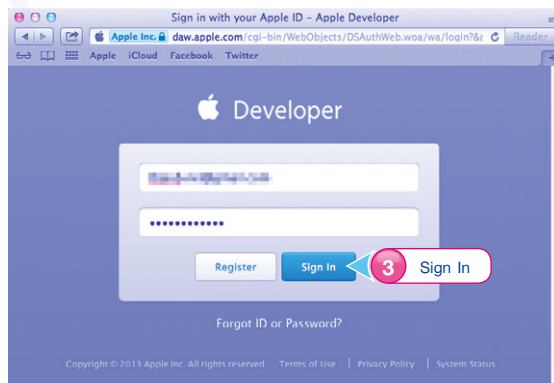 Sign in with your Apple ID – Apple Developer
Apple Inc. daw.apple.com/cgi-bin/WebObjects/DSAuthWeb.woa/wa/login?&a Reader
Apple iCloud Facebook Twitter
Developer
••••••••••••
Register Sign In 3 Sign In
Forgot ID or Password?
Copyright © 2013 Apple Inc. All rights reserved. Terms of Use | Privacy Policy | System Status